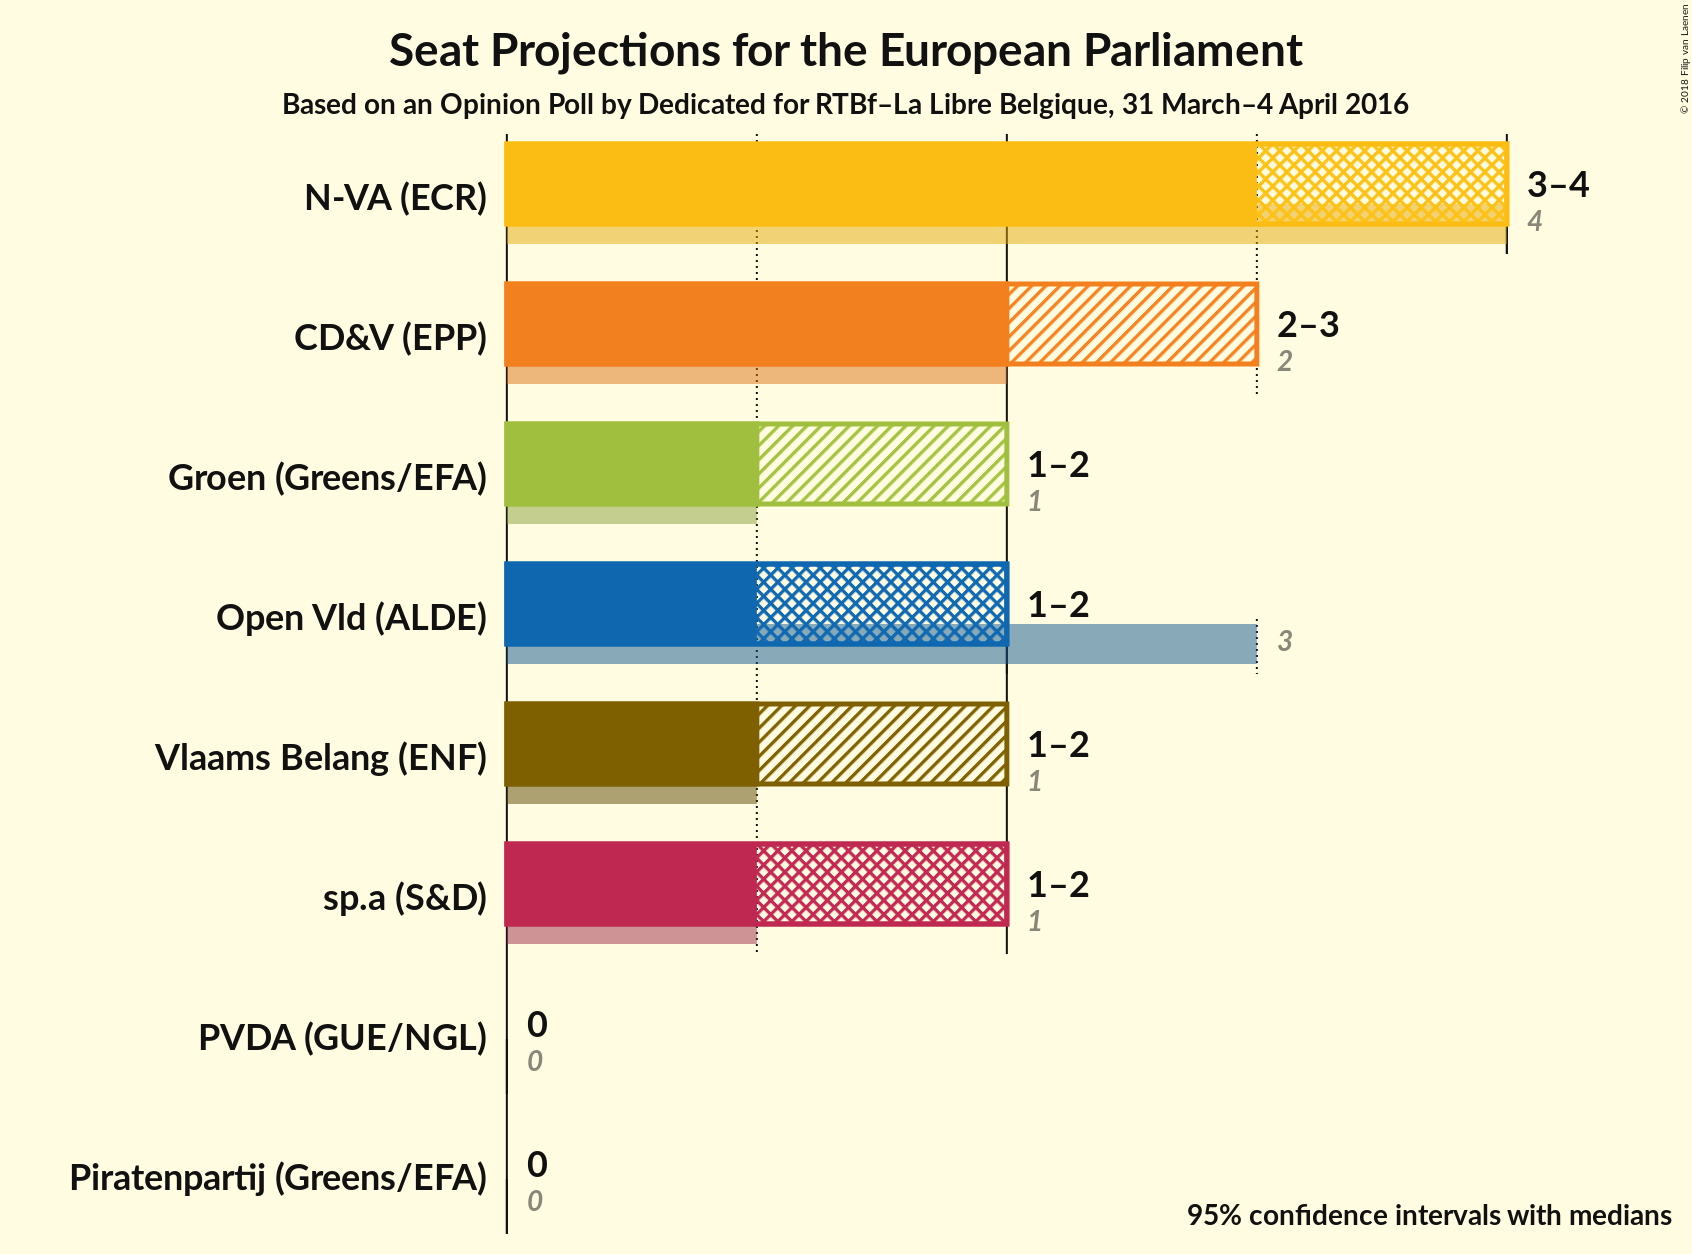 Seat Projections for the European Parliament
Based on an Opinion Poll by Dedicated for RTBf–La Libre Belgique, 31 March–4 April 2016
© 2018 Filip van Laenen
N-VA (ECR)
3–4
4
CD&V (EPP)
2–3
2
Groen (Greens/EFA)
1–2
1
Open Vld (ALDE)
1–2
3
Vlaams Belang (ENF)
1–2
1
sp.a (S&D)
1–2
1
PVDA (GUE/NGL)
0
0
Piratenpartij (Greens/EFA)
0
0
95% confidence intervals with medians